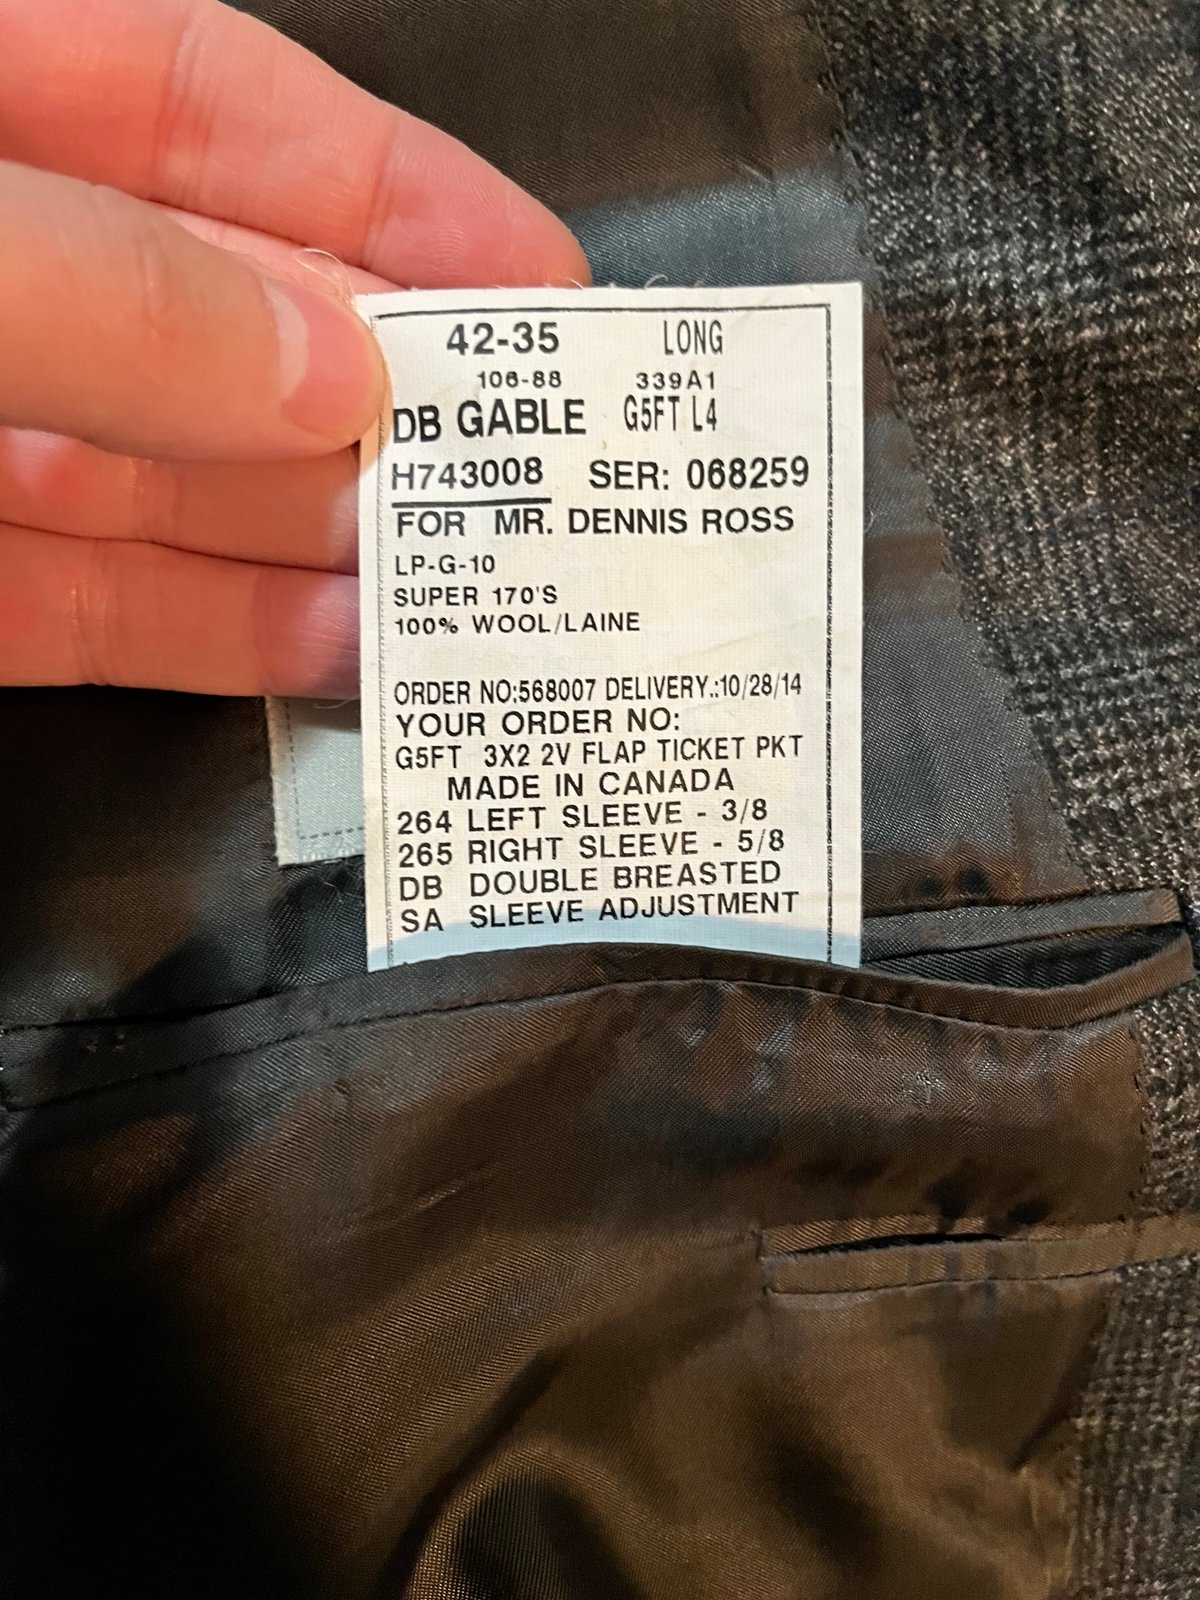 42-35 LONG
106-88 339A1
DB GABLE G5FT L4
H743008 SER: 068259
FOR MR. DENNIS ROSS
LP-G-10
SUPER 170'S
100% WOOL/LAINE
ORDER NO:568007 DELIVERY.:10/28/14
YOUR ORDER NO:
G5FT 3X2 2V FLAP TICKET PKT
MADE IN CANADA
264 LEFT SLEEVE - 3/8
265 RIGHT SLEEVE - 5/8
DB DOUBLE BREASTED
SA SLEEVE ADJUSTMENT